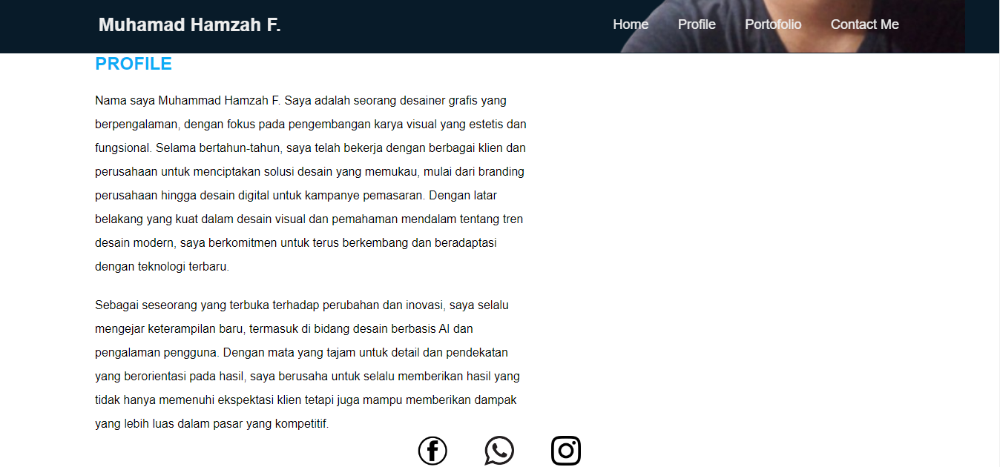 Muhamad Hamzah F.
Home Profile Portofolio Contact Me
PROFILE
Nama saya Muhammad Hamzah F. Saya adalah seorang desainer grafis yang
berpengalaman, dengan fokus pada pengembangan karya visual yang estetis dan
fungsional. Selama bertahun-tahun, saya telah bekerja dengan berbagai klien dan
perusahaan untuk menciptakan solusi desain yang memukau, mulai dari branding
perusahaan hingga desain digital untuk kampanye pemasaran. Dengan latar
belakang yang kuat dalam desain visual dan pemahaman mendalam tentang tren
desain modern, saya berkomitmen untuk terus berkembang dan beradaptasi
dengan teknologi terbaru.
Sebagai seseorang yang terbuka terhadap perubahan dan inovasi, saya selalu
mengejar keterampilan baru, termasuk di bidang desain berbasis AI dan
pengalaman pengguna. Dengan mata yang tajam untuk detail dan pendekatan
yang berorientasi pada hasil, saya berusaha untuk selalu memberikan hasil yang
tidak hanya memenuhi ekspektasi klien tetapi juga mampu memberikan dampak
yang lebih luas dalam pasar yang kompetitif.